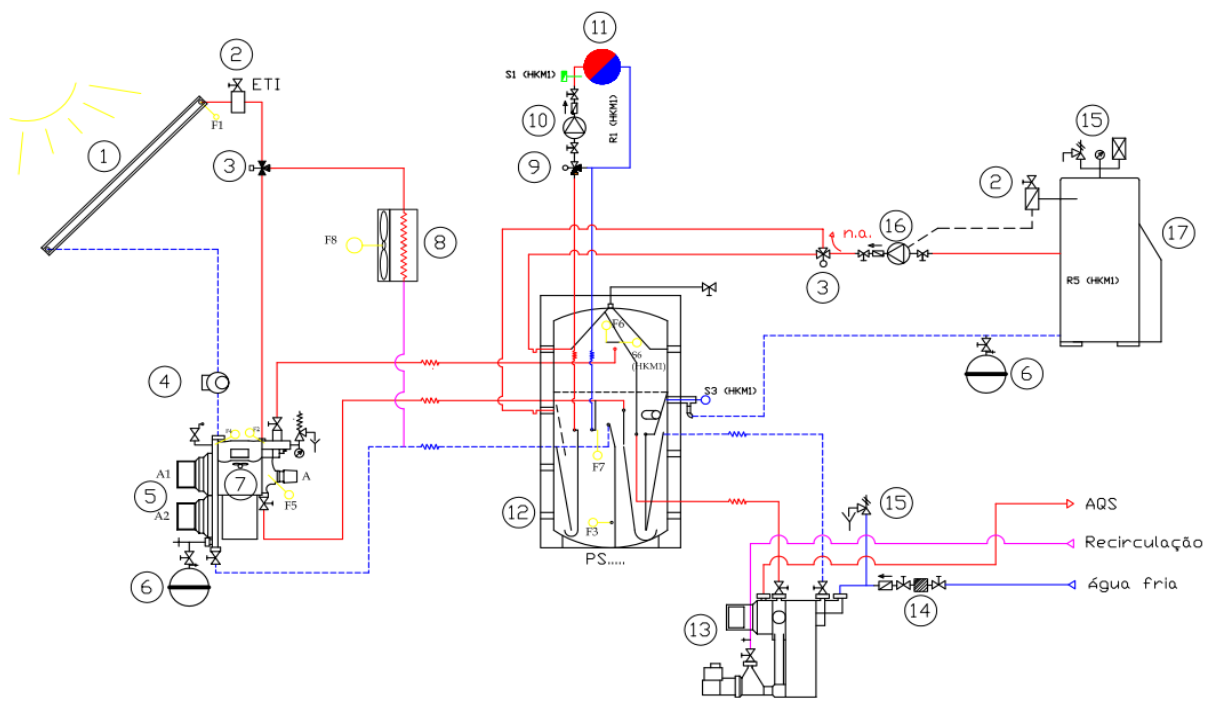 11
2
ETI
S1 (HKM1)
F1
1
10
R1 (HKM1)
15
3
9
2
F8
8
16
17
n.a.
3
R5 (HKM1)
F6
S6
(HKM1)
4
6
S3 (HKM1)
F4
A1
5
7
A
F7
A2
F5
12
F3
15
AQS
PS.....
Recirculação
6
14
água fria
13